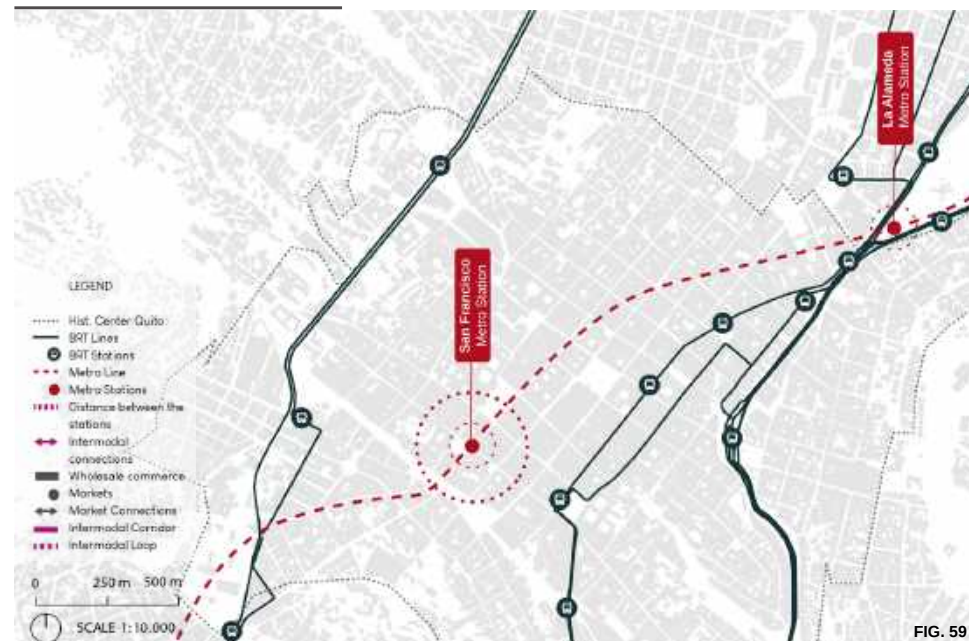 La Alameda
Metro Station
San Francisco
Metro Station
LEGEND
Hist. Center Quito
BRT Lines
BRT Stations
Metro Line
Metro Stations
Distance between the
stations
Intermodal
connections
Wholesale commerce
Markets
Market Connections
Intermodal Corridor
Intermodal Loop
0 250 m 500 m
SCALE 1:10.000
FIG. 59